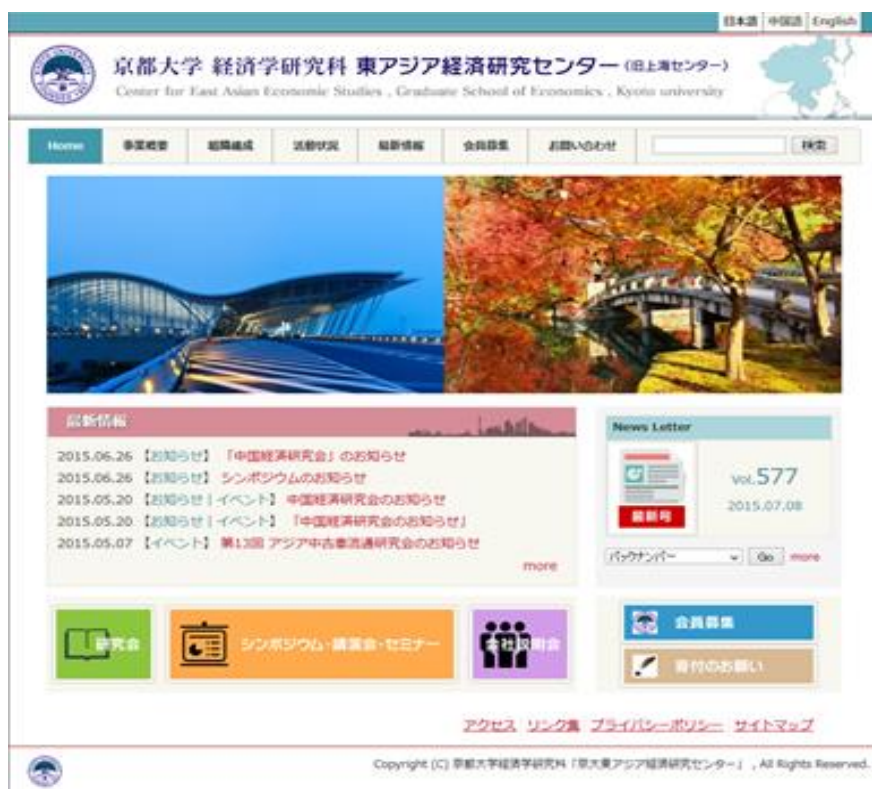 日本語 中国語 English
京都大学 経済学研究科 東アジア経済研究センター (旧上海センター)
Center for East Asian Economic Studies , Graduate School of Economics , Kyoto university
Home 事業概要 組織構成 活動状況 最新情報 会員募集 お問い合わせ 検索
最新情報
2015.06.26 【お知らせ】 「中国経済研究会」のお知らせ
2015.06.26 【お知らせ】 シンポジウムのお知らせ
2015.05.20 【お知らせ | イベント】 中国経済研究会のお知らせ
2015.05.20 【お知らせ | イベント】 「中国経済研究会のお知らせ」
2015.05.07 【イベント】 第13回 アジア中古車流通研究会のお知らせ
more
News Letter
最新号
Vol.577
2015.07.08
バックナンバー Go more
研究会
シンポジウム・講演会・セミナー
会社説明会
会員募集
寄付のお願い
アクセス リンク集 プライバシーポリシー サイトマップ
Copyright (C) 京都大学経済学研究科「京大東アジア経済研究センター」 , All Rights Reserved.